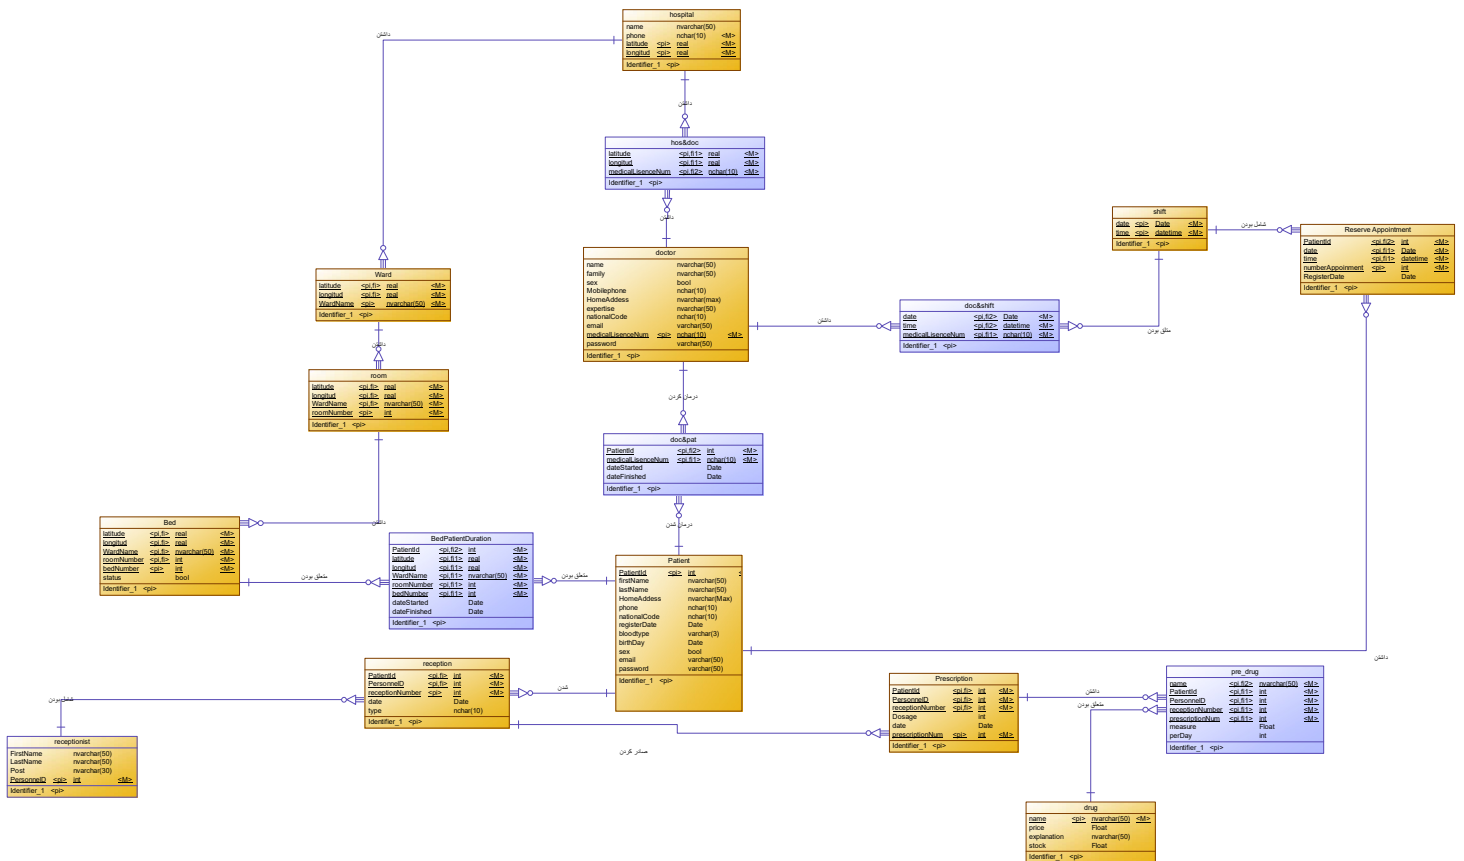 hospital
name nvarchar(50)
phone nchar(10) <M>
latitude <pi> real <M>
longitud <pi> real <M>
Identifier_1 <pi>
داشتن
داشتن
hos&doc
latitude <pi,fi1> real <M>
longitud <pi,fi1> real <M>
medicalLisenceNum <pi,fi2> nchar(10) <M>
Identifier_1 <pi>
داشتن
shift
date <pi> Date <M>
time <pi> datetime <M>
Identifier_1 <pi>
شامل بودن
Reserve Appointment
PatientId <pi,fi2> int <M>
date <pi,fi1> Date <M>
time <pi,fi1> datetime <M>
numberAppoinment <pi> int <M>
RegisterDate Date
Identifier_1 <pi>
doctor
name nvarchar(50)
family nvarchar(50)
sex bool
Mobilephone nchar(10)
HomeAddess nvarchar(max)
expertise nvarchar(50)
nationalCode nchar(10)
email varchar(50)
medicalLisenceNum <pi> nchar(10) <M>
password varchar(50)
Identifier_1 <pi>
Ward
latitude <pi,fi> real <M>
longitud <pi,fi> real <M>
WardName <pi> nvarchar(50) <M>
Identifier_1 <pi>
داشتن
داشتن
doc&shift
date <pi,fi2> Date <M>
time <pi,fi2> datetime <M>
medicalLisenceNum <pi,fi1> nchar(10) <M>
Identifier_1 <pi>
room
latitude <pi,fi> real <M>
longitud <pi,fi> real <M>
WardName <pi,fi> nvarchar(50) <M>
roomNumber <pi> int <M>
Identifier_1 <pi>
درمان کردن
doc&pat
PatientId <pi,fi2> int <M>
medicalLisenceNum <pi,fi1> nchar(10) <M>
dateStarted Date
dateFinished Date
Identifier_1 <pi>
درمان شدن
داشتن
Bed
latitude <pi,fi> real <M>
longitud <pi,fi> real <M>
WardName <pi,fi> nvarchar(50) <M>
roomNumber <pi,fi> int <M>
bedNumber <pi> int <M>
status bool
Identifier_1 <pi>
متعلق بودن
BedPatientDuration
PatientId <pi,fi2> int <M>
latitude <pi,fi1> real <M>
longitud <pi,fi1> real <M>
WardName <pi,fi1> nvarchar(50) <M>
roomNumber <pi,fi1> int <M>
bedNumber <pi,fi1> int <M>
dateStarted Date
dateFinished Date
Identifier_1 <pi>
متعلق بودن
Patient
PatientId <pi> int
firstName nvarchar(50)
lastName nvarchar(50)
HomeAddess nvarchar(Max)
phone nchar(10)
nationalCode nchar(10)
registerDate Date
bloodtype varchar(3)
birthDay Date
sex bool
email varchar(50)
password varchar(50)
Identifier_1 <pi>
داشتن
reception
PatientId <pi,fi> int <M>
PersonnelD <pi,fi> int <M>
receptionNumber <pi> int <M>
date Date
type nchar(10)
Identifier_1 <pi>
شدن
شامل بودن
receptionist
FirstName nvarchar(50)
LastName nvarchar(50)
Post nvarchar(30)
PersonnelD <pi> int <M>
Identifier_1 <pi>
صادر کردن
Prescription
PatientId <pi,fi> int <M>
PersonnelD <pi,fi> int <M>
receptionNumber <pi,fi> int <M>
Dosage int
date Date
prescriptionNum <pi> int <M>
Identifier_1 <pi>
داشتن
متعلق بودن
pre_drug
name <pi,fi2> nvarchar(50) <M>
PatientId <pi,fi1> int <M>
PersonnelD <pi,fi1> int <M>
receptionNumber <pi,fi1> int <M>
prescriptionNum <pi,fi1> int <M>
measure Float
perDay int
Identifier_1 <pi>
drug
name <pi> nvarchar(50) <M>
price Float
explanation nvarchar(50)
stock Float
Identifier_1 <pi>